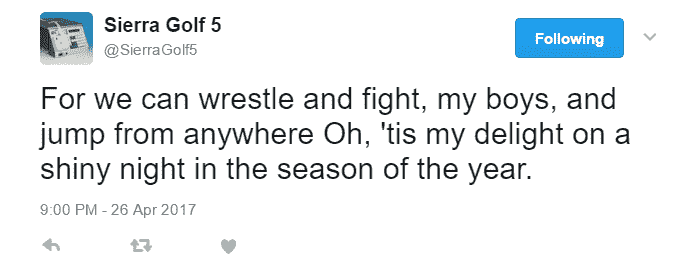 Sierra Golf 5
@SierraGolf5
Following
For we can wrestle and fight, my boys, and
jump from anywhere Oh, 'tis my delight on a
shiny night in the season of the year.
9:00 PM - 26 Apr 2017